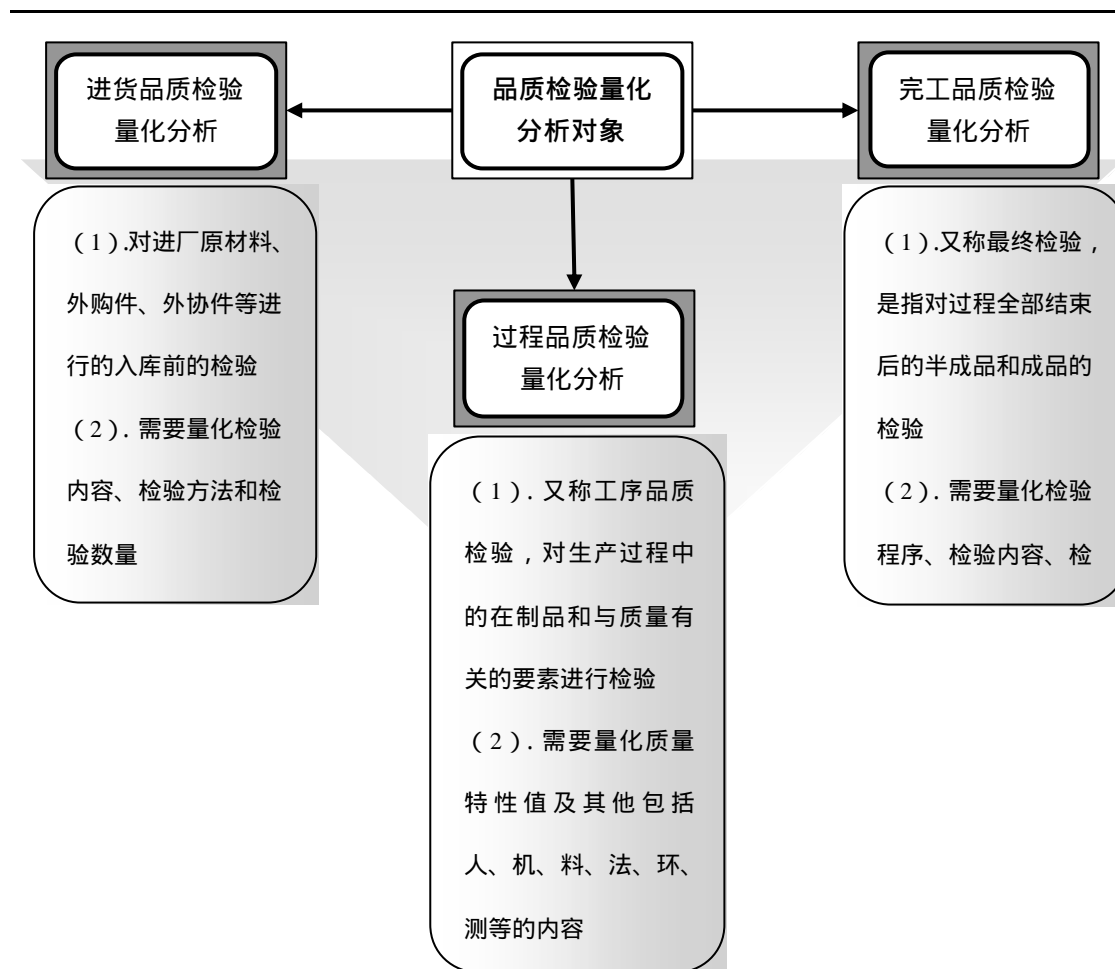 进货品质检验
量化分析
品质检验量化
分析对象
完工品质检验
量化分析
（1）.对进厂原材料、
外购件、外协件等进
行的入库前的检验
（2）. 需要量化检验
内容、检验方法和检
验数量
过程品质检验
量化分析
（1）. 又称工序品质
检验，对生产过程中
的在制品和与质量有
关的要素进行检验
（2）. 需要量化质量
特性值及其他包括
人、机、料、法、环、
测等的内容
（1）.又称最终检验，
是指对过程全部结束
后的半成品和成品的
检验
（2）. 需要量化检验
程序、检验内容、检